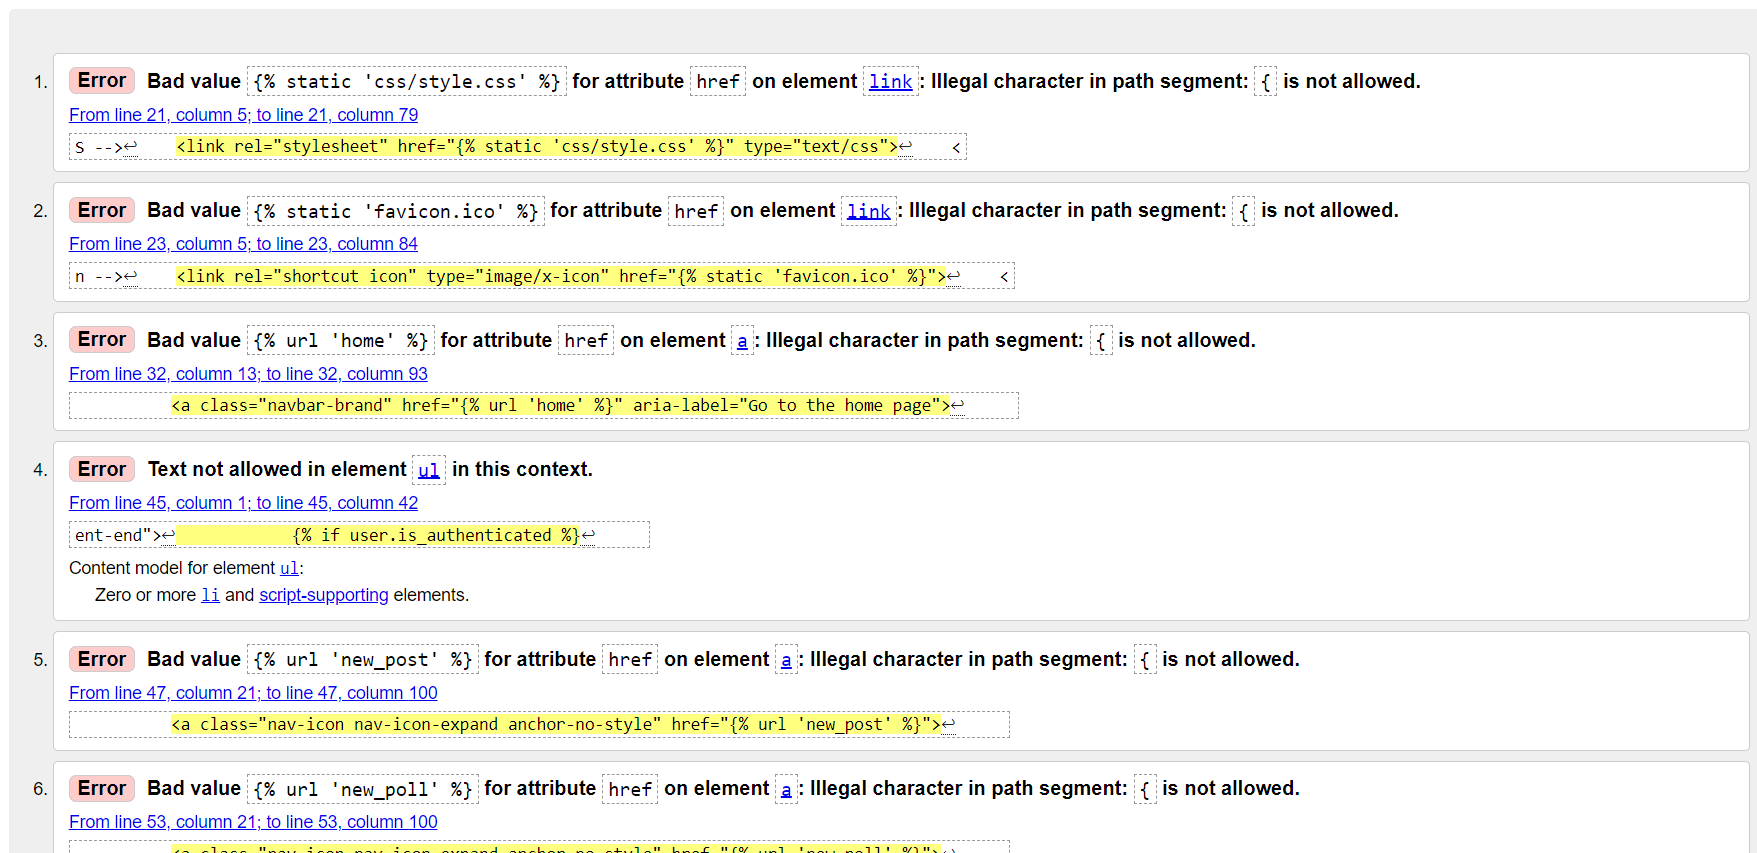 1. Error Bad value {% static 'css/style.css' %} for attribute href on element link: Illegal character in path segment: { is not allowed.
From line 21, column 5; to line 21, column 79
S -->↩    <link rel="stylesheet" href="{% static 'css/style.css' %}" type="text/css">↩    <
2. Error Bad value {% static 'favicon.ico' %} for attribute href on element link: Illegal character in path segment: { is not allowed.
From line 23, column 5; to line 23, column 84
n -->↩    <link rel="shortcut icon" type="image/x-icon" href="{% static 'favicon.ico' %}">↩    <
3. Error Bad value {% url 'home' %} for attribute href on element a: Illegal character in path segment: { is not allowed.
From line 32, column 13; to line 32, column 93
<a class="navbar-brand" href="{% url 'home' %}" aria-label="Go to the home page">↩
4. Error Text not allowed in element ul in this context.
From line 45, column 1; to line 45, column 42
ent-end">↩            {% if user.is_authenticated %}↩
Content model for element ul:
Zero or more li and script-supporting elements.
5. Error Bad value {% url 'new_post' %} for attribute href on element a: Illegal character in path segment: { is not allowed.
From line 47, column 21; to line 47, column 100
<a class="nav-icon nav-icon-expand anchor-no-style" href="{% url 'new_post' %}">↩
6. Error Bad value {% url 'new_poll' %} for attribute href on element a: Illegal character in path segment: { is not allowed.
From line 53, column 21; to line 53, column 100
<a class="nav-icon nav-icon-expand anchor-no-style" href="{% url 'new_poll' %}">↩